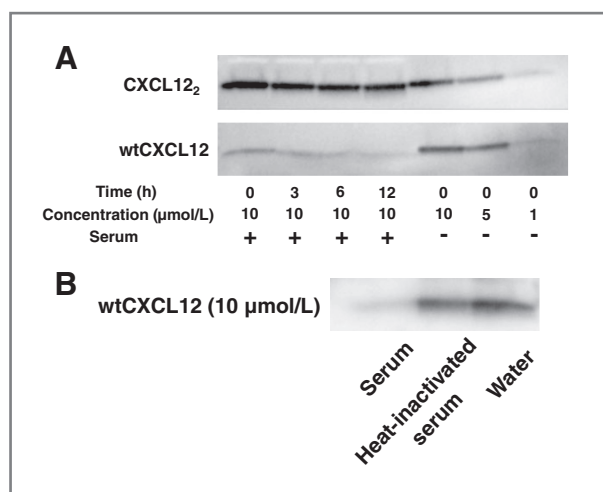 A
CXCL12₂
wtCXCL12
Time (h) 0 3 6 12 0 0 0
Concentration (μmol/L) 10 10 10 10 10 5 1
Serum + + + + - - -
B
wtCXCL12 (10 μmol/L)
Serum
Heat-inactivated
serum
Water